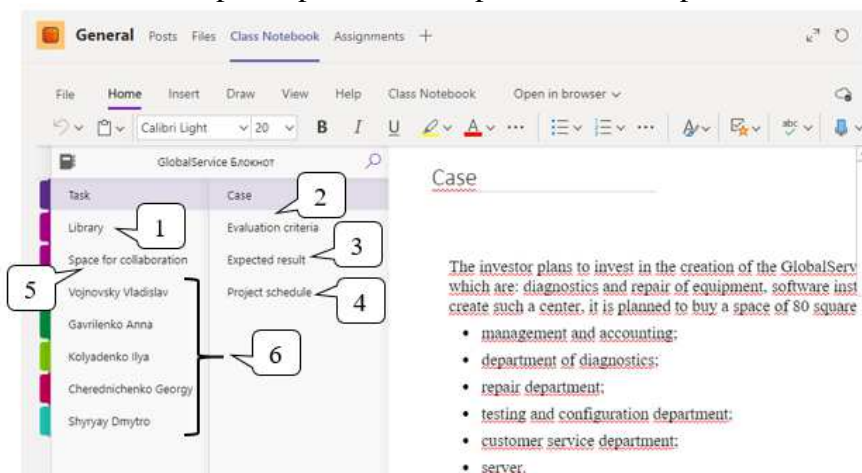 General Posts Files Class Notebook Assignments +
File Home Insert Draw View Help Class Notebook Open in browser
Calibri Light 20 B I U abc
GlobalService Блокнот
Task
Library
Space for collaboration
Vojnovsky Vladislav
Gavrilenko Anna
Kolyadenko Ilya
Cherednichenko Georgy
Shyryay Dmytro
Case
Evaluation criteria
Expected result
Project schedule
1
2
3
4
5
6
Case
The investor plans to invest in the creation of the GlobalServ
which are: diagnostics and repair of equipment, software inst
create such a center, it is planned to buy a space of 80 square
• management and accounting;
• department of diagnostics;
• repair department;
• testing and configuration department;
• customer service department;
• server.